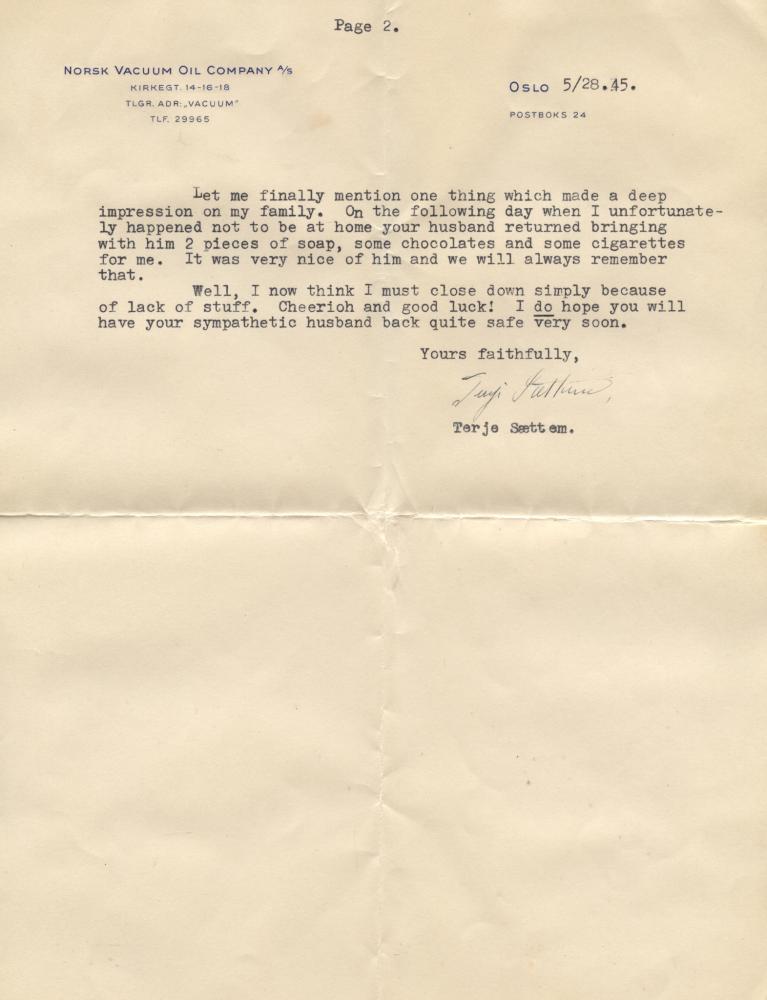 Page 2.
NORSK VACUUM OIL COMPANY A/S
KIRKEGT. 14-16-18
TLGR. ADR: „VACUUM"
TLF. 29965
OSLO 5/28.45.
POSTBOKS 24
Let me finally mention one thing which made a deep
impression on my family. On the following day when I unfortunate-
ly happened not to be at home your husband returned bringing
with him 2 pieces of soap, some chocolates and some cigarettes
for me. It was very nice of him and we will always remember
that.
Well, I now think I must close down simply because
of lack of stuff. Cheerioh and good luck! I do hope you will
have your sympathetic husband back quite safe very soon.
Yours faithfully,
Terje Sættem,
Terje Sættem.